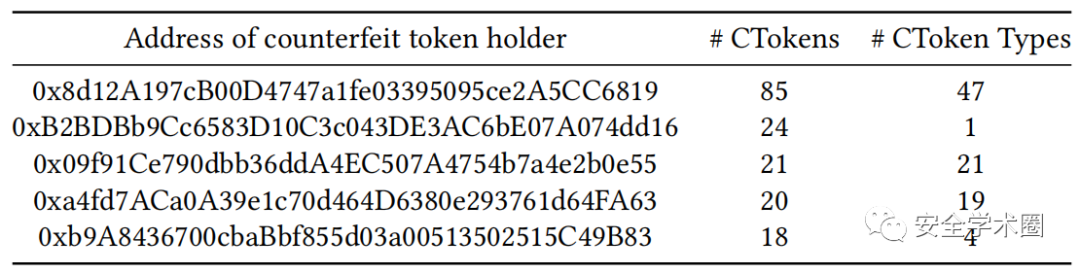 Address of counterfeit token holder # CTokens # CToken Types
0x8d12A197cB00D4747a1fe03395095ce2A5CC6819 85 47
0xB2BDBb9Cc6583D10C3c043DE3AC6bE07A074dd16 24 1
0x09f91Ce790dbb36ddA4EC507A4754b7a4e2b0e55 21 21
0xa4fd7ACa0A39e1c70d464D6380e293761d64FA63 20 19
0xb9A8436700cbaBbf855d03a00513502515C49B83 18 4
安全学术圈